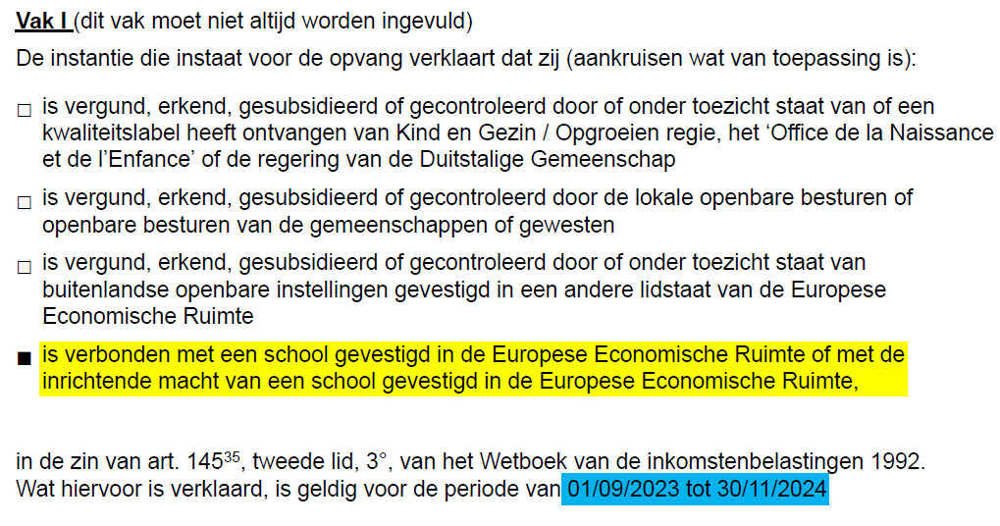 Vak I (dit vak moet niet altijd worden ingevuld)
De instantie die instaat voor de opvang verklaart dat zij (aankruisen wat van toepassing is):
□ is vergund, erkend, gesubsidieerd of gecontroleerd door of onder toezicht staat van of een
kwaliteitslabel heeft ontvangen van Kind en Gezin / Opgroeien regie, het ‘Office de la Naissance
et de l’Enfance’ of de regering van de Duitstalige Gemeenschap
□ is vergund, erkend, gesubsidieerd of gecontroleerd door de lokale openbare besturen of
openbare besturen van de gemeenschappen of gewesten
□ is vergund, erkend, gesubsidieerd of gecontroleerd door of onder toezicht staat van
buitenlandse openbare instellingen gevestigd in een andere lidstaat van de Europese
Economische Ruimte
■ is verbonden met een school gevestigd in de Europese Economische Ruimte of met de
inrichtende macht van een school gevestigd in de Europese Economische Ruimte,
in de zin van art. 145³⁵, tweede lid, 3°, van het Wetboek van de inkomstenbelastingen 1992.
Wat hiervoor is verklaard, is geldig voor de periode van 01/09/2023 tot 30/11/2024